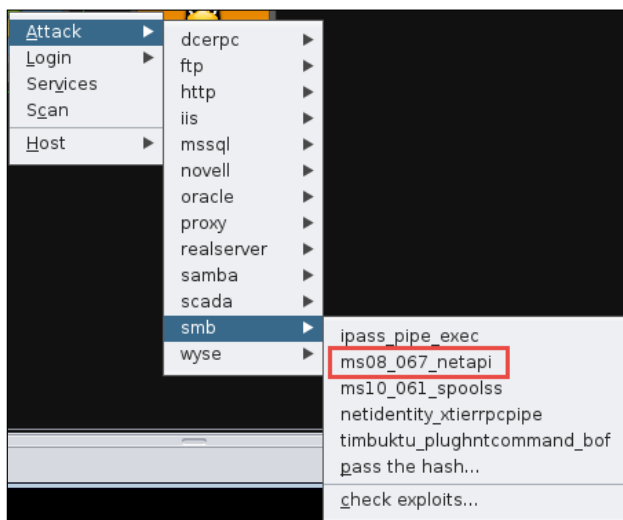 Attack
Login
Services
Scan
Host
dcerpc
ftp
http
iis
mssql
novell
oracle
proxy
realserver
samba
scada
smb
wyse
ipass_pipe_exec
ms08_067_netapi
ms10_061_spoolss
netidentity_xtierrpcpipe
timbuktu_plughntcommand_bof
pass the hash...
check exploits...